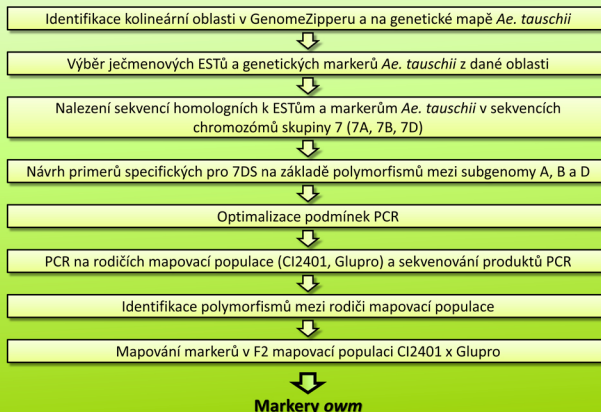 Identifikace kolineární oblasti v GenomeZipperu a na genetické mapě Ae. tauschii
Výběr ječmenových ESTů a genetických markerů Ae. tauschii z dané oblasti
Nalezení sekvencí homologních k ESTům a markerům Ae. tauschii v sekvencích
chromozómů skupiny 7 (7A, 7B, 7D)
Návrh primerů specifických pro 7DS na základě polymorfismů mezi subgenomy A, B a D
Optimalizace podmínek PCR
PCR na rodičích mapovací populace (CI2401, Glupro) a sekvenování produktů PCR
Identifikace polymorfismů mezi rodiči mapovací populace
Mapování markerů v F2 mapovací populaci CI2401 x Glupro
Markery owm